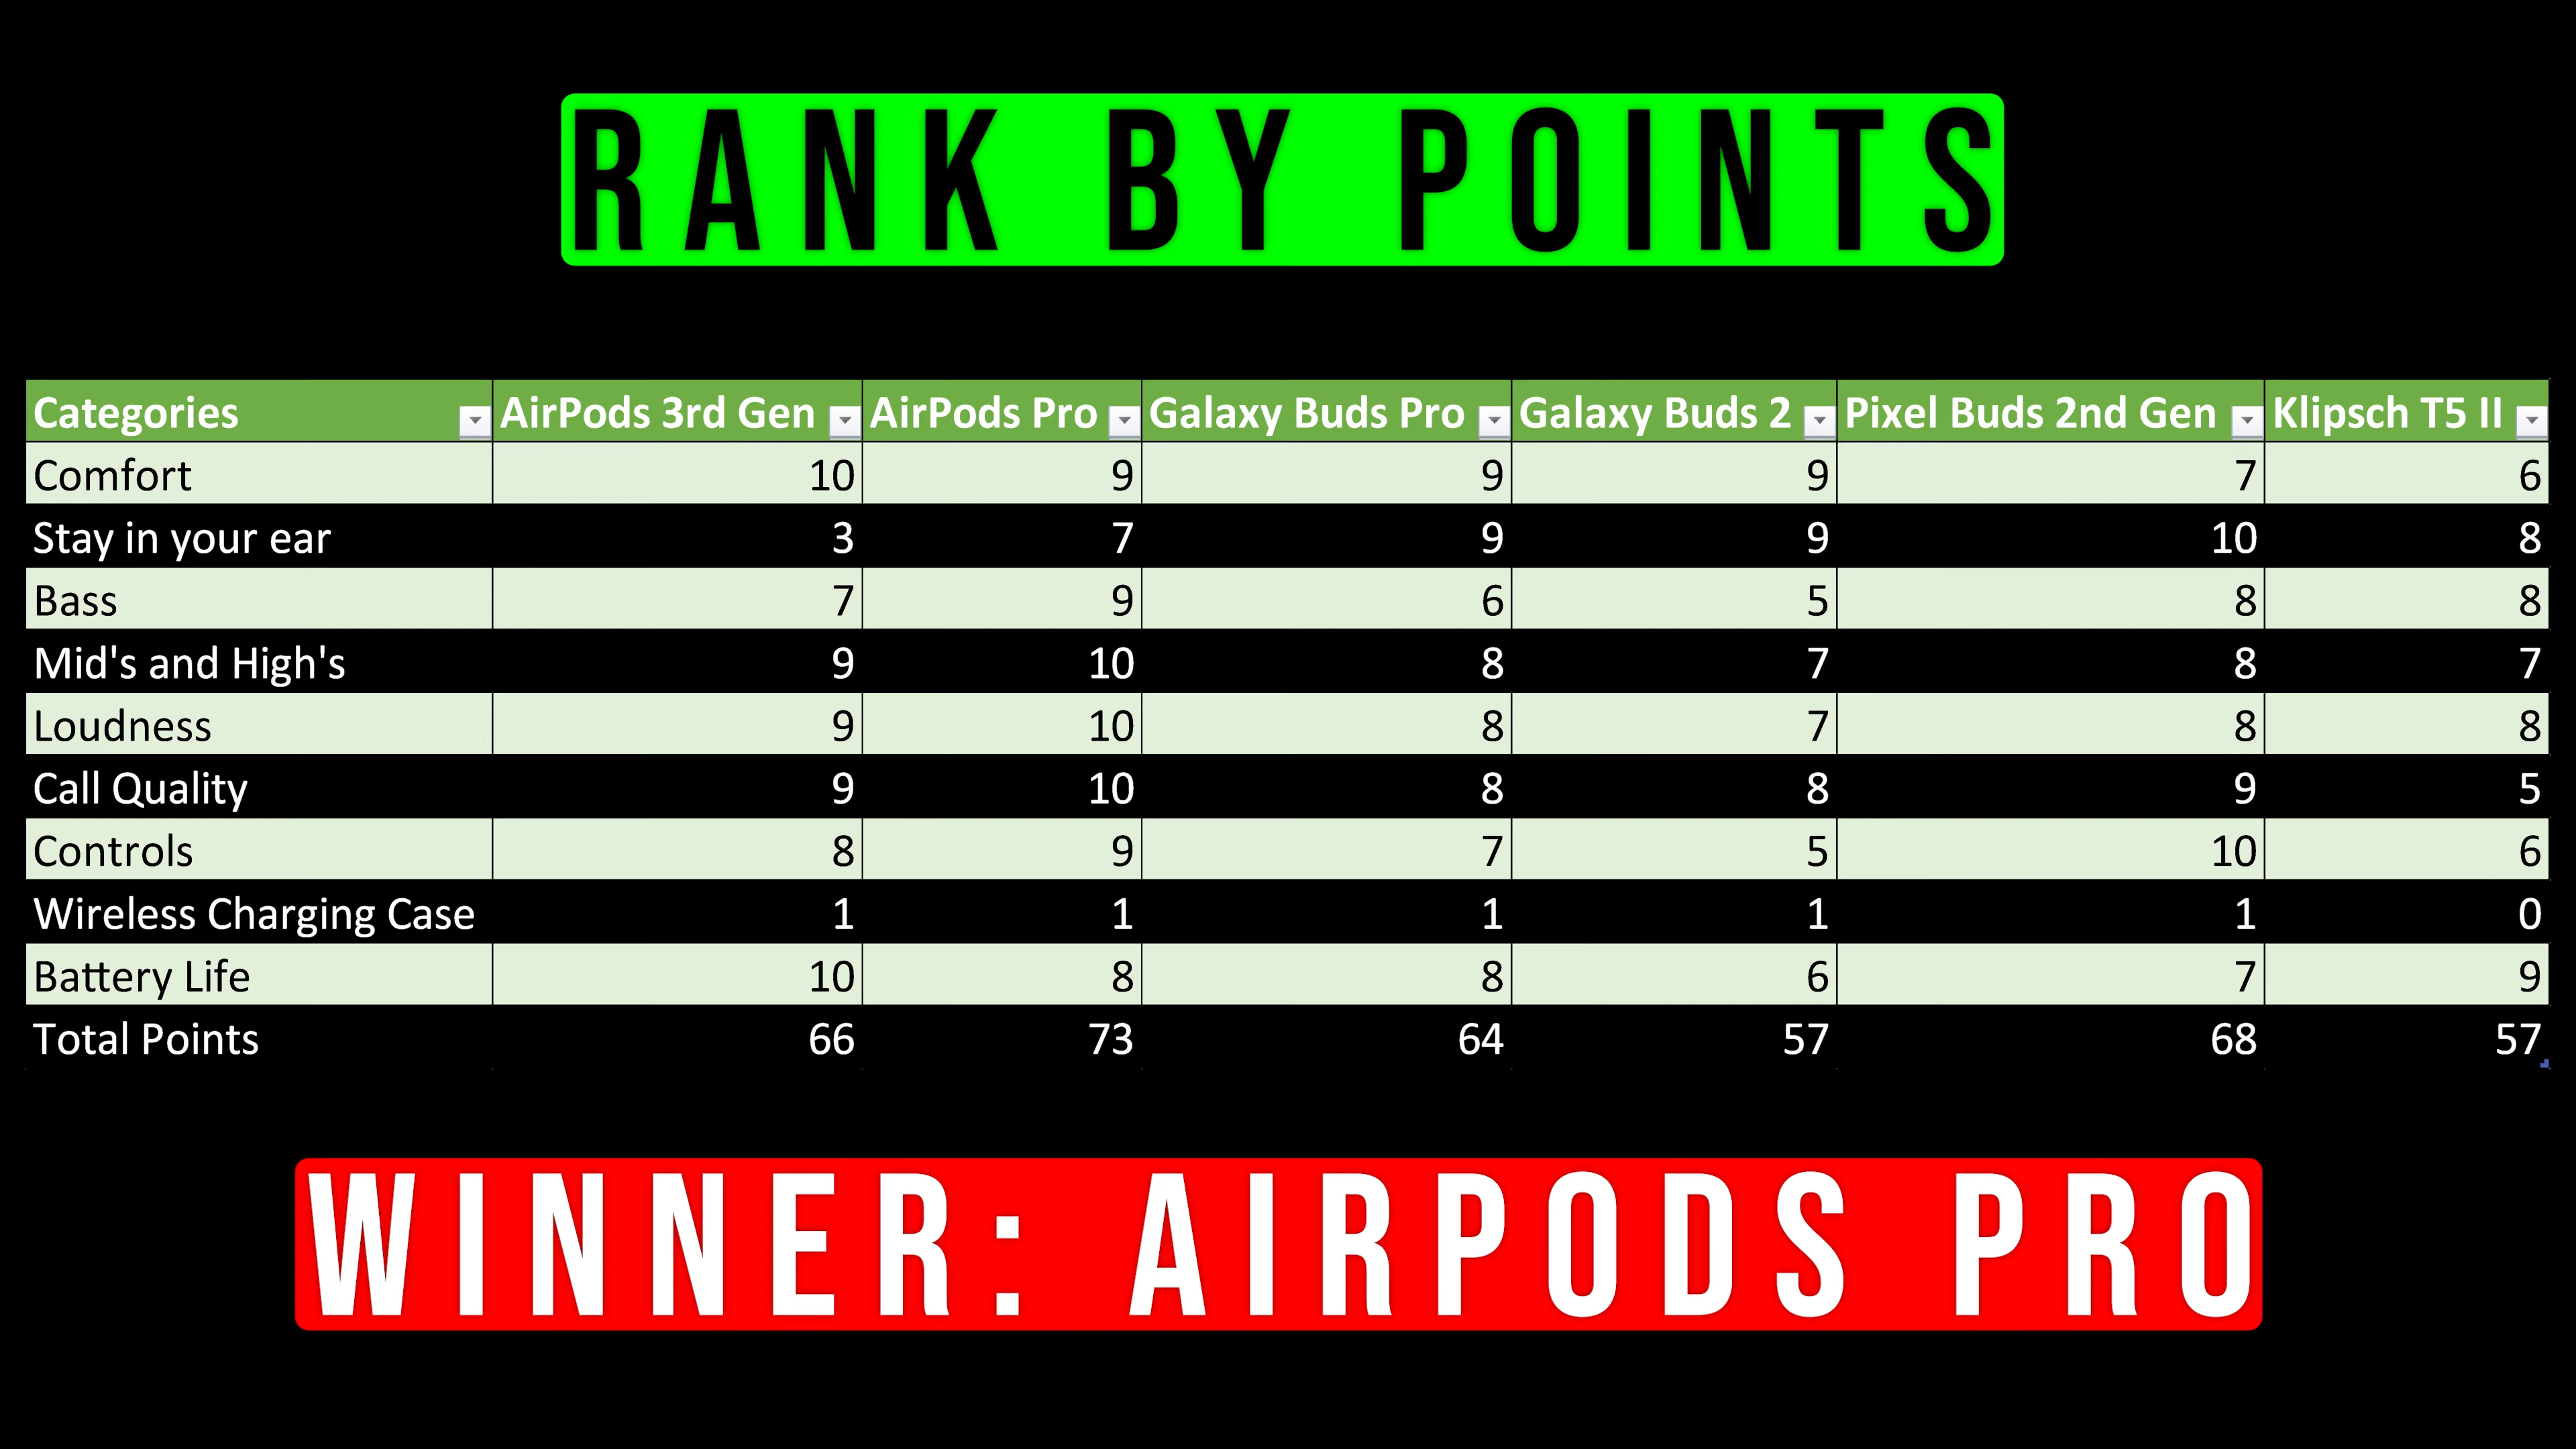 RANK BY POINTS
Categories AirPods 3rd Gen AirPods Pro Galaxy Buds Pro Galaxy Buds 2 Pixel Buds 2nd Gen Klipsch T5 II
Comfort 10 9 9 9 7 6
Stay in your ear 3 7 9 9 10 8
Bass 7 9 6 5 8 8
Mid's and High's 9 10 8 7 8 7
Loudness 9 10 8 7 8 8
Call Quality 9 10 8 8 9 5
Controls 8 9 7 5 10 6
Wireless Charging Case 1 1 1 1 1 0
Battery Life 10 8 8 6 7 9
Total Points 66 73 64 57 68 57
WINNER: AIRPODS PRO